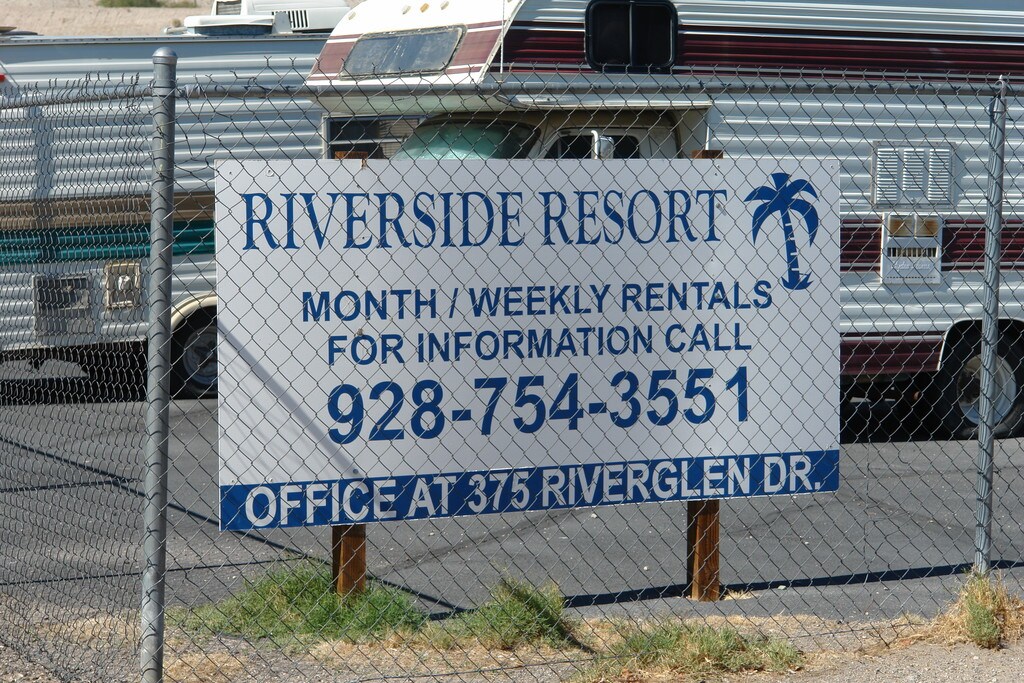 RIVERSIDE RESORT
MONTH / WEEKLY RENTALS
FOR INFORMATION CALL
928-754-3551
OFFICE AT 375 RIVERGLEN DR.